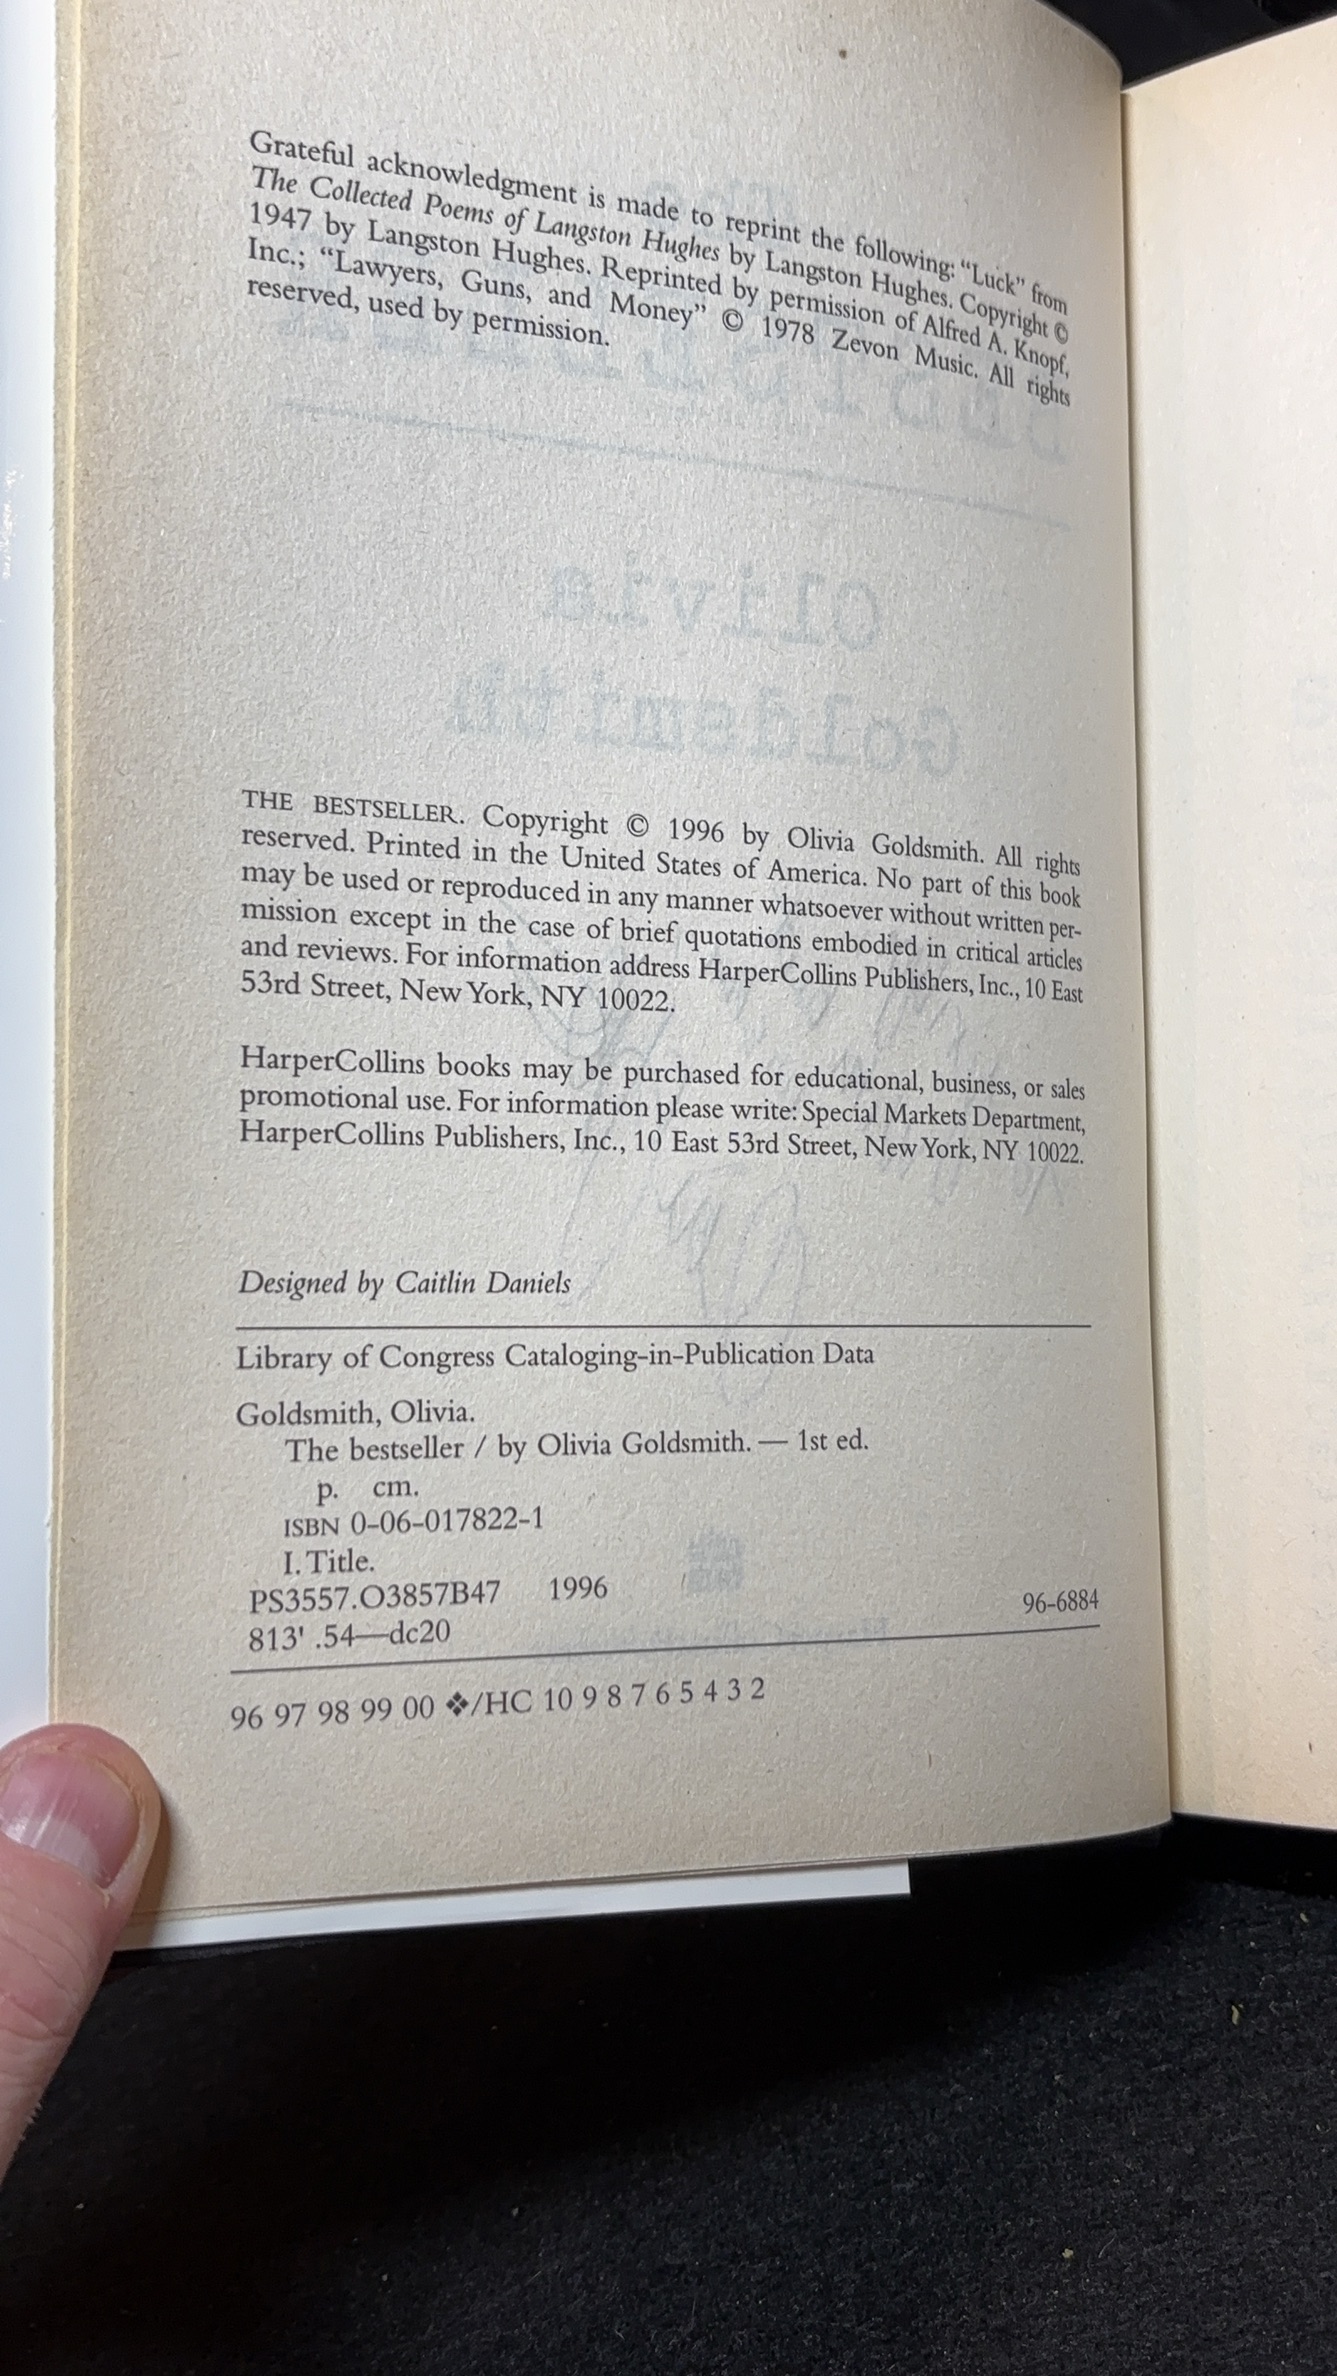 Grateful acknowledgment is made to reprint the following: “Luck” from
The Collected Poems of Langston Hughes by Langston Hughes. Copyright ©
1947 by Langston Hughes. Reprinted by permission of Alfred A. Knopf,
Inc.; “Lawyers, Guns, and Money” © 1978 Zevon Music. All rights
reserved, used by permission.
Olivia
Goldsmith
THE BESTSELLER. Copyright © 1996 by Olivia Goldsmith. All rights
reserved. Printed in the United States of America. No part of this book
may be used or reproduced in any manner whatsoever without written per-
mission except in the case of brief quotations embodied in critical articles
and reviews. For information address HarperCollins Publishers, Inc., 10 East
53rd Street, New York, NY 10022.
HarperCollins books may be purchased for educational, business, or sales
promotional use. For information please write: Special Markets Department,
HarperCollins Publishers, Inc., 10 East 53rd Street, New York, NY 10022.
Designed by Caitlin Daniels
Library of Congress Cataloging-in-Publication Data
Goldsmith, Olivia.
The bestseller / by Olivia Goldsmith. — 1st ed.
p. cm.
ISBN 0-06-017822-1
I. Title.
PS3557.O3857B47 1996
96-6884
813' .54—dc20
96 97 98 99 00 ❖/HC 10 9 8 7 6 5 4 3 2